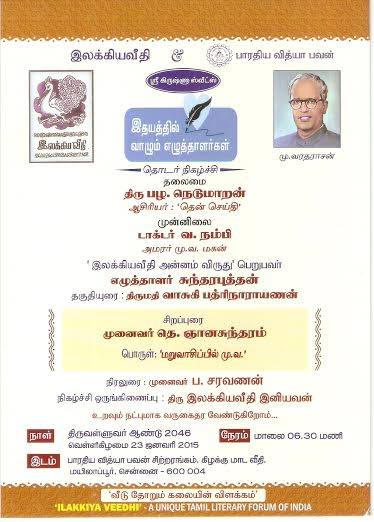 இலக்கியவீதி & பாரதிய வித்யா பவன்
ஸ்ரீ கிருஷ்ணா ஸ்வீட்ஸ்
இலக்கியவீதி
இதயத்தில்
வாழும் எழுத்தாளர்கள்
மு.வரதராசன்
தொடர் நிகழ்ச்சி
தலைமை
திரு பழ. நெடுமாறன்
ஆசிரியர் : 'தென் செய்தி'
முன்னிலை
டாக்டர் வ. நம்பி
அமரர் மு.வ. மகன்
' இலக்கியவீதி அன்னம் விருது' பெறுபவர்
எழுத்தாளர் சுந்தரபுத்தன்
தகுதியுரை : திருமதி வாசுகி பத்ரிநாராயணன்
சிறப்புரை
முனைவர் தெ. ஞானசுந்தரம்
பொருள்: 'மறுவாசிப்பில் மு.வ.'
நிரலுரை : முனைவர் ப. சரவணன்
நிகழ்ச்சி ஒருங்கிணைப்பு : திரு இலக்கியவீதி இனியவன்
உறவும் நட்புமாக வருகைதர வேண்டுகிறோம்...
நாள் திருவள்ளுவர் ஆண்டு 2046 நேரம் மாலை 06.30 மணி
வெள்ளிகிழமை 23 ஜனவரி 2015
இடம் பாரதிய வித்யா பவன் சிற்றரங்கம், கிழக்கு மாட வீதி,
மயிலாப்பூர், சென்னை - 600 004
'வீடு தோறும் கலையின் விளக்கம்'
'ILAKKIYA VEEDHI' - A UNIQUE TAMIL LITERARY FORUM OF INDIA